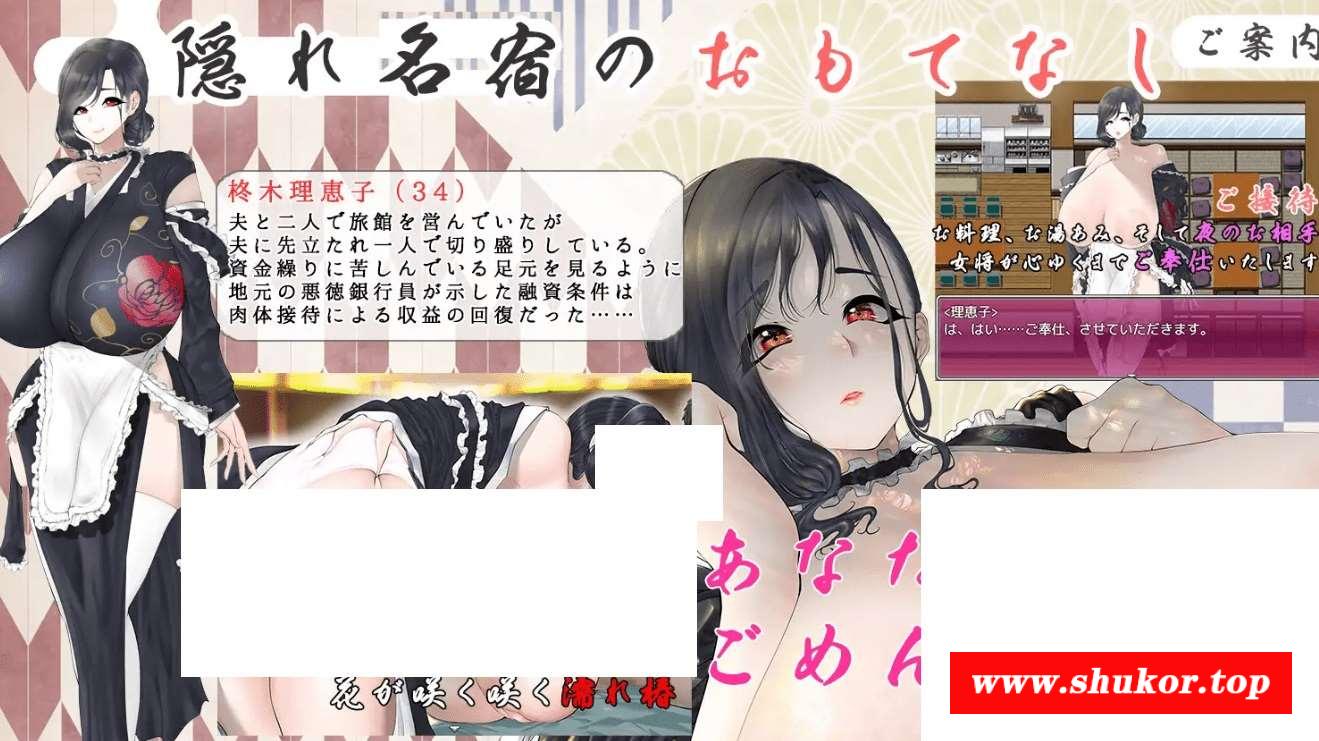 隠れ名宿のおもてなし
ご案内
柊木理恵子（34）
夫と二人で旅館を営んでいたが
夫に先立たれ一人で切り盛りしている。
資金繰りに苦しんでいる足元を見るように
地元の悪徳銀行員が示した融資条件は
肉体接待による収益の回復だった……
ご接待
お料理、お湯あみ、そして夜のお相手
女将が心ゆくまでご奉仕いたします
<理恵子>
は、はい……ご奉仕、させていただきます。
あなた
ごめん
花が咲く咲く濡れ椿
www.shukor.top